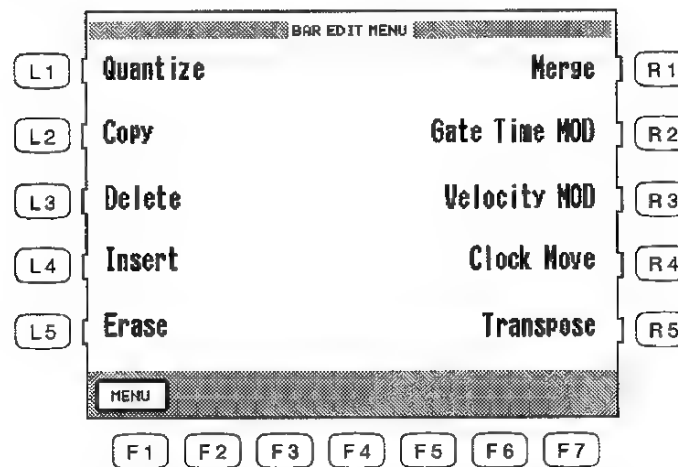 BAR EDIT MENU
L1 Quantize Merge R1
L2 Copy Gate Time MOD R2
L3 Delete Velocity MOD R3
L4 Insert Clock Move R4
L5 Erase Transpose R5
MENU
F1 F2 F3 F4 F5 F6 F7